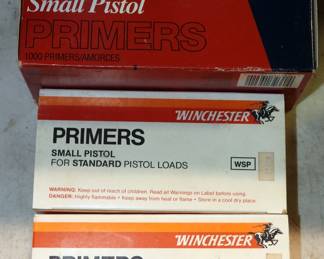 Small Pistol
PRIMERS
1000 PRIMERS/AMORCES
WINCHESTER
PRIMERS
SMALL PISTOL
FOR STANDARD PISTOL LOADS
WSP
WARNING: Keep out of reach of children. Read all Warnings on Label before using.
DANGER: Highly flammable • Keep away from heat or flame • Store in a cool dry place.
WINCHESTER
PRIMERS